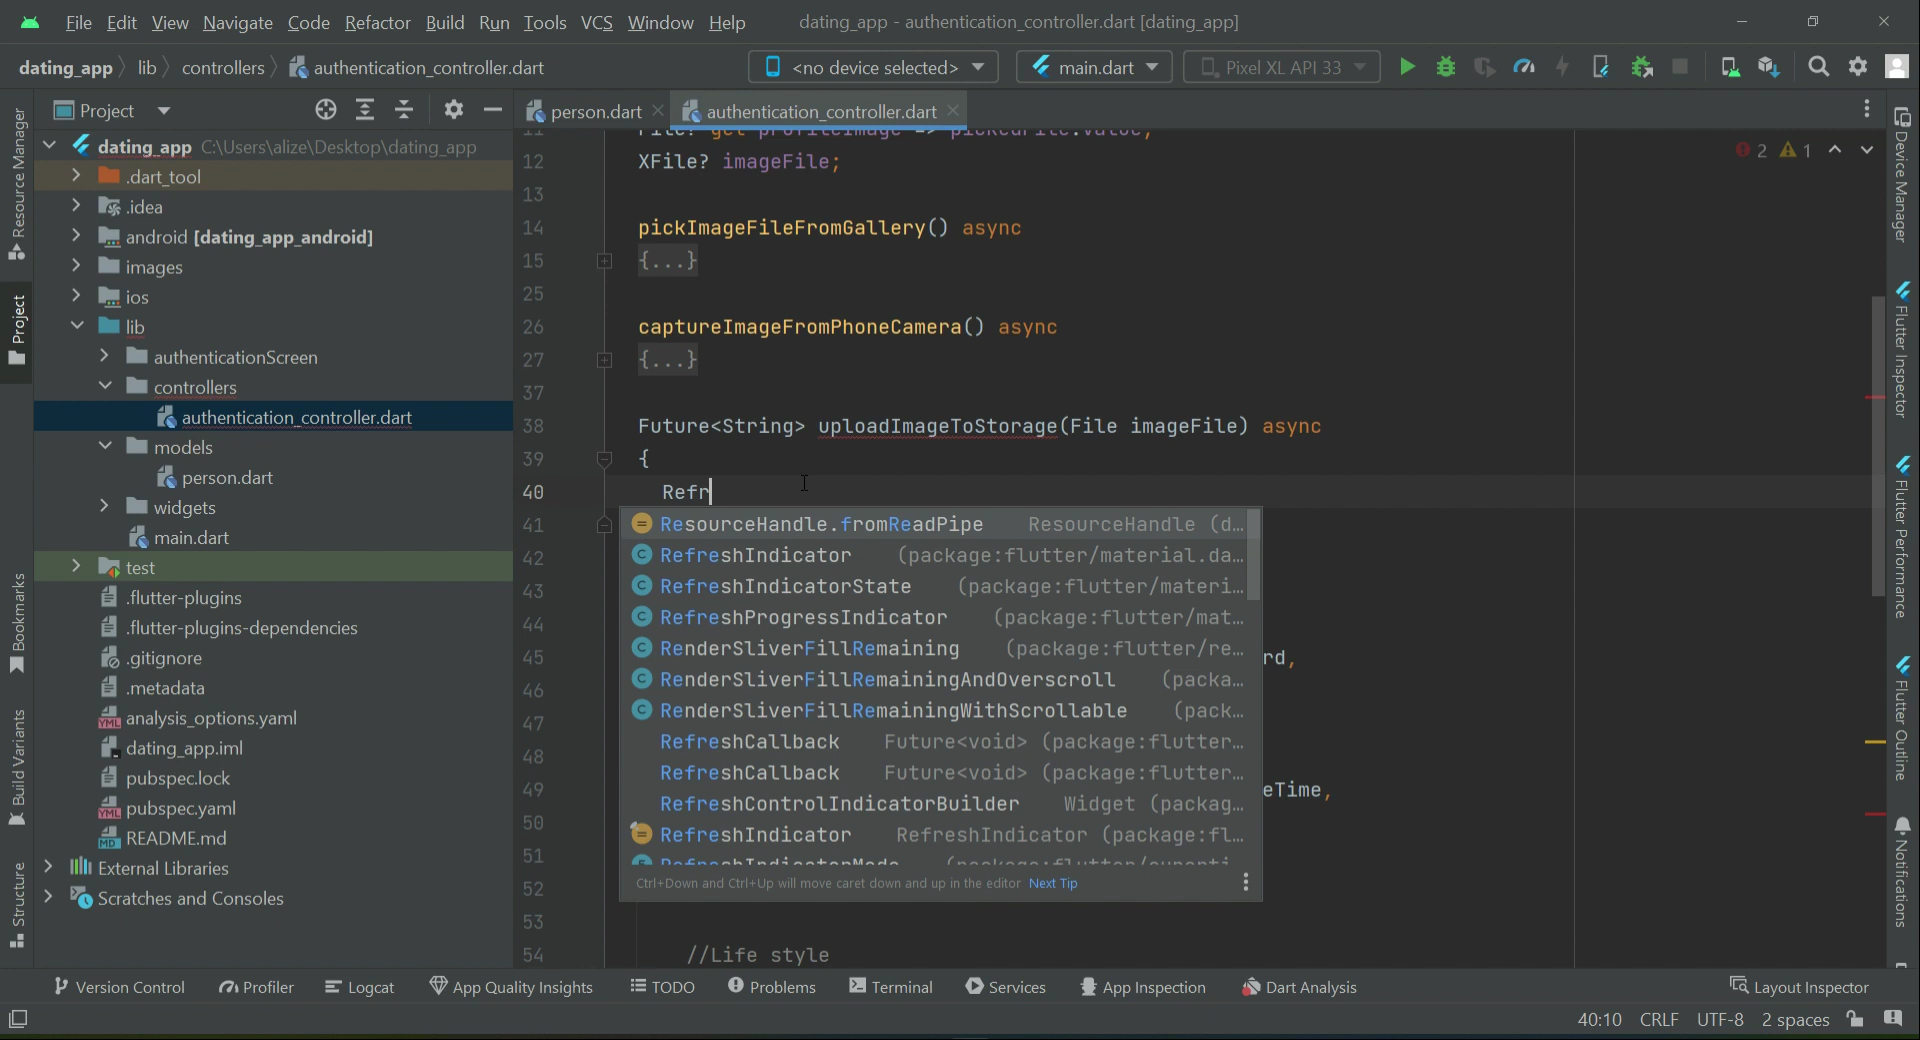 File Edit View Navigate Code Refactor Build Run Tools VCS Window Help dating_app - authentication_controller.dart [dating_app]
dating_app lib controllers authentication_controller.dart <no device selected> main.dart Pixel XL API 33
Project
person.dart
authentication_controller.dart
Resource Manager
Project
Bookmarks
Build Variants
Structure
dating_app C:\Users\alize\Desktop\dating_app
.dart_tool
.idea
android [dating_app_android]
images
ios
lib
authenticationScreen
controllers
authentication_controller.dart
models
person.dart
widgets
main.dart
test
.flutter-plugins
.flutter-plugins-dependencies
.gitignore
.metadata
analysis_options.yaml
dating_app.iml
pubspec.lock
pubspec.yaml
README.md
External Libraries
Scratches and Consoles
11 File? get profileImage => pickedFile.value;
12 XFile? imageFile;
2 1
13
14 pickImageFileFromGallery() async
15 {...}
25
26 captureImageFromPhoneCamera() async
27 {...}
37
38 Future<String> uploadImageToStorage(File imageFile) async
39 {
40 Refr
41
42
43
44
45 rd,
46
47
48
49 eTime,
50
51
52
53
54 //Life style
ResourceHandle.fromReadPipe ResourceHandle (d...
RefreshIndicator (package:flutter/material.da...
RefreshIndicatorState (package:flutter/materi...
RefreshProgressIndicator (package:flutter/mat...
RenderSliverFillRemaining (package:flutter/re...
RenderSliverFillRemainingAndOverscroll (packa...
RenderSliverFillRemainingWithScrollable (pack...
RefreshCallback Future<void> (package:flutter...
RefreshCallback Future<void> (package:flutter...
RefreshControlIndicatorBuilder Widget (packag...
RefreshIndicator RefreshIndicator (package:fl...
RefreshIndicatorMode (package:flutter/cuperti...
Ctrl+Down and Ctrl+Up will move caret down and up in the editor Next Tip
Device Manager
Flutter Inspector
Flutter Performance
Flutter Outline
Notifications
Version Control Profiler Logcat App Quality Insights TODO Problems Terminal Services App Inspection Dart Analysis Layout Inspector
40:10 CRLF UTF-8 2 spaces